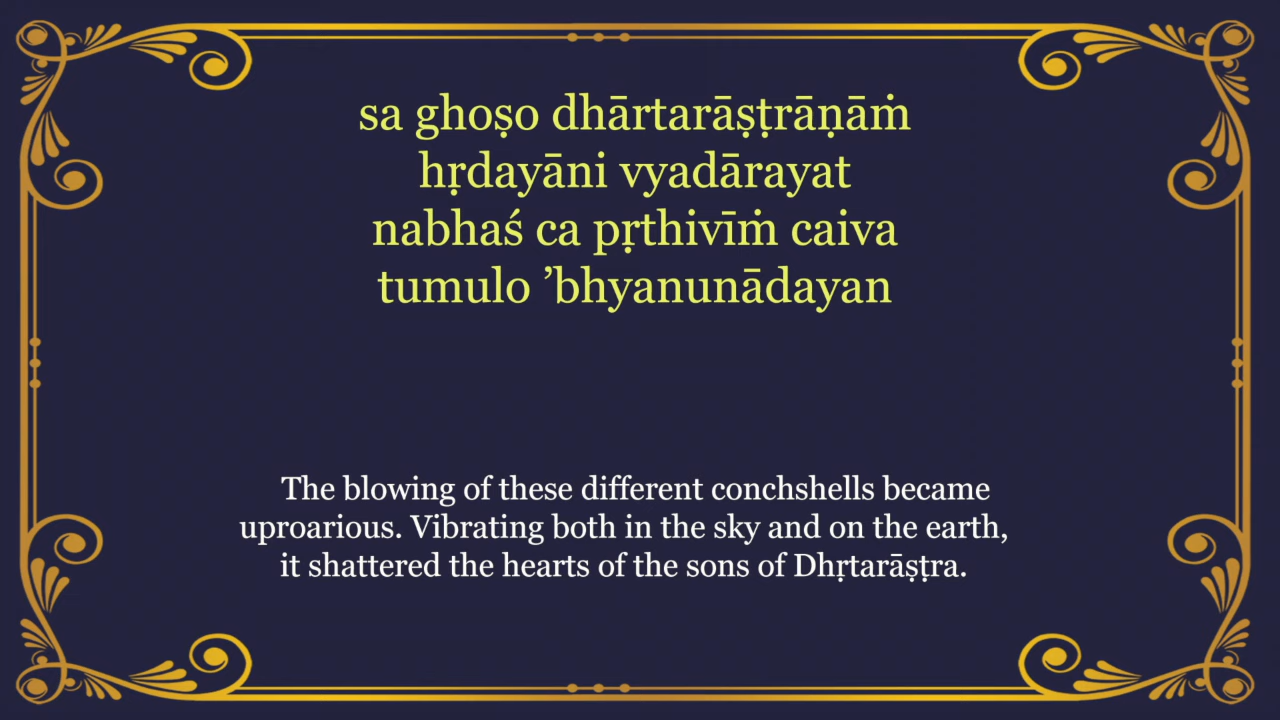 sa ghoṣo dhārtarāṣṭrāṇāṁ
hṛdayāni vyadārayat
nabhaś ca pṛthivīṁ caiva
tumulo ’bhyanunādayan
The blowing of these different conchshells became
uproarious. Vibrating both in the sky and on the earth,
it shattered the hearts of the sons of Dhṛtarāṣṭra.